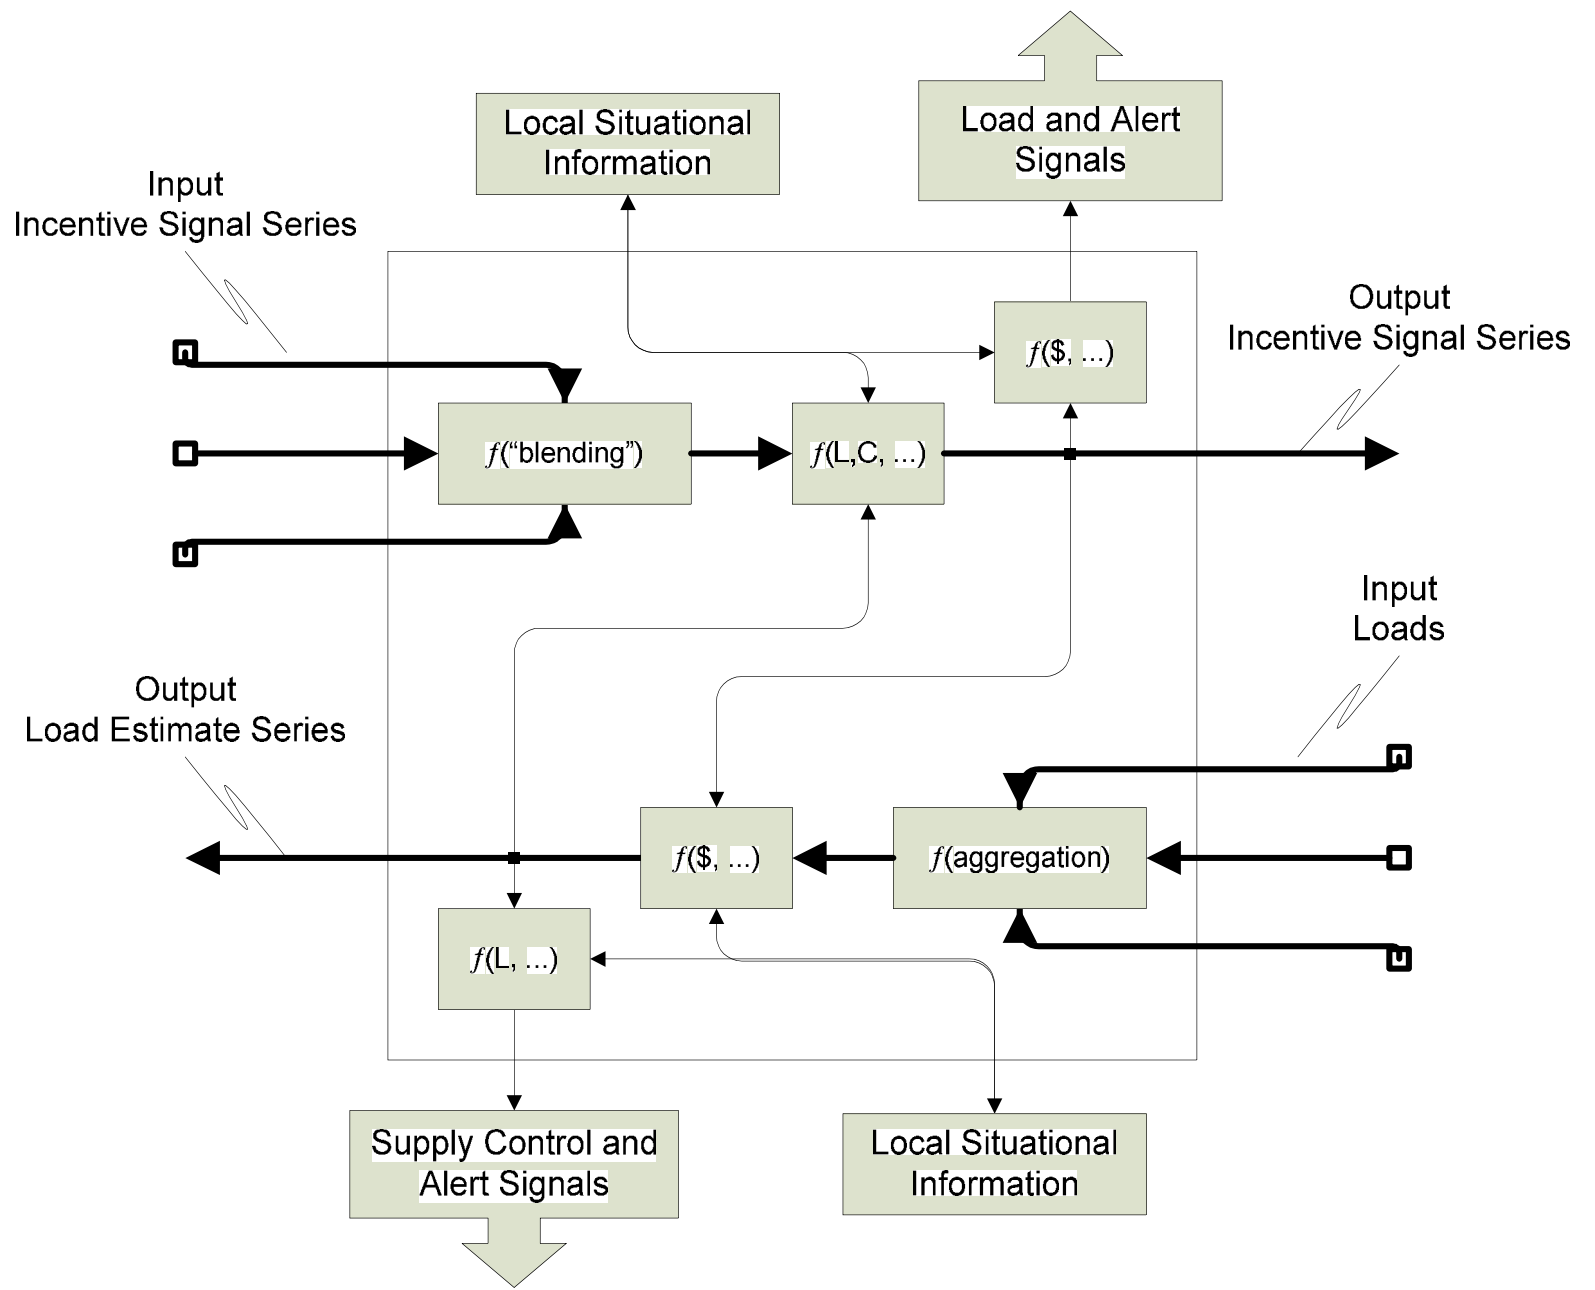 Load and Alert
Signals
Local Situational
Information
Input
Incentive Signal Series
Output
Incentive Signal Series
f($, ...)
f(“blending”)
f(L,C, ...)
Input
Loads
Output
Load Estimate Series
f($, ...)
f(aggregation)
f(L, ...)
Supply Control and
Alert Signals
Local Situational
Information